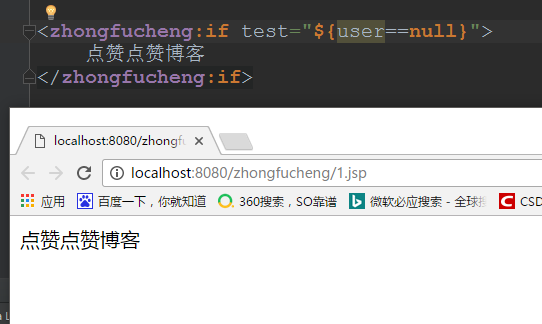 <zhongfucheng:if test="${user==null}">
点赞点赞博客
</zhongfucheng:if>
localhost:8080/zhongfu
localhost:8080/zhongfucheng/1.jsp
应用 百度一下，你就知道 360搜索，SO靠谱 微软必应搜索 - 全球搜 CSD
点赞点赞博客